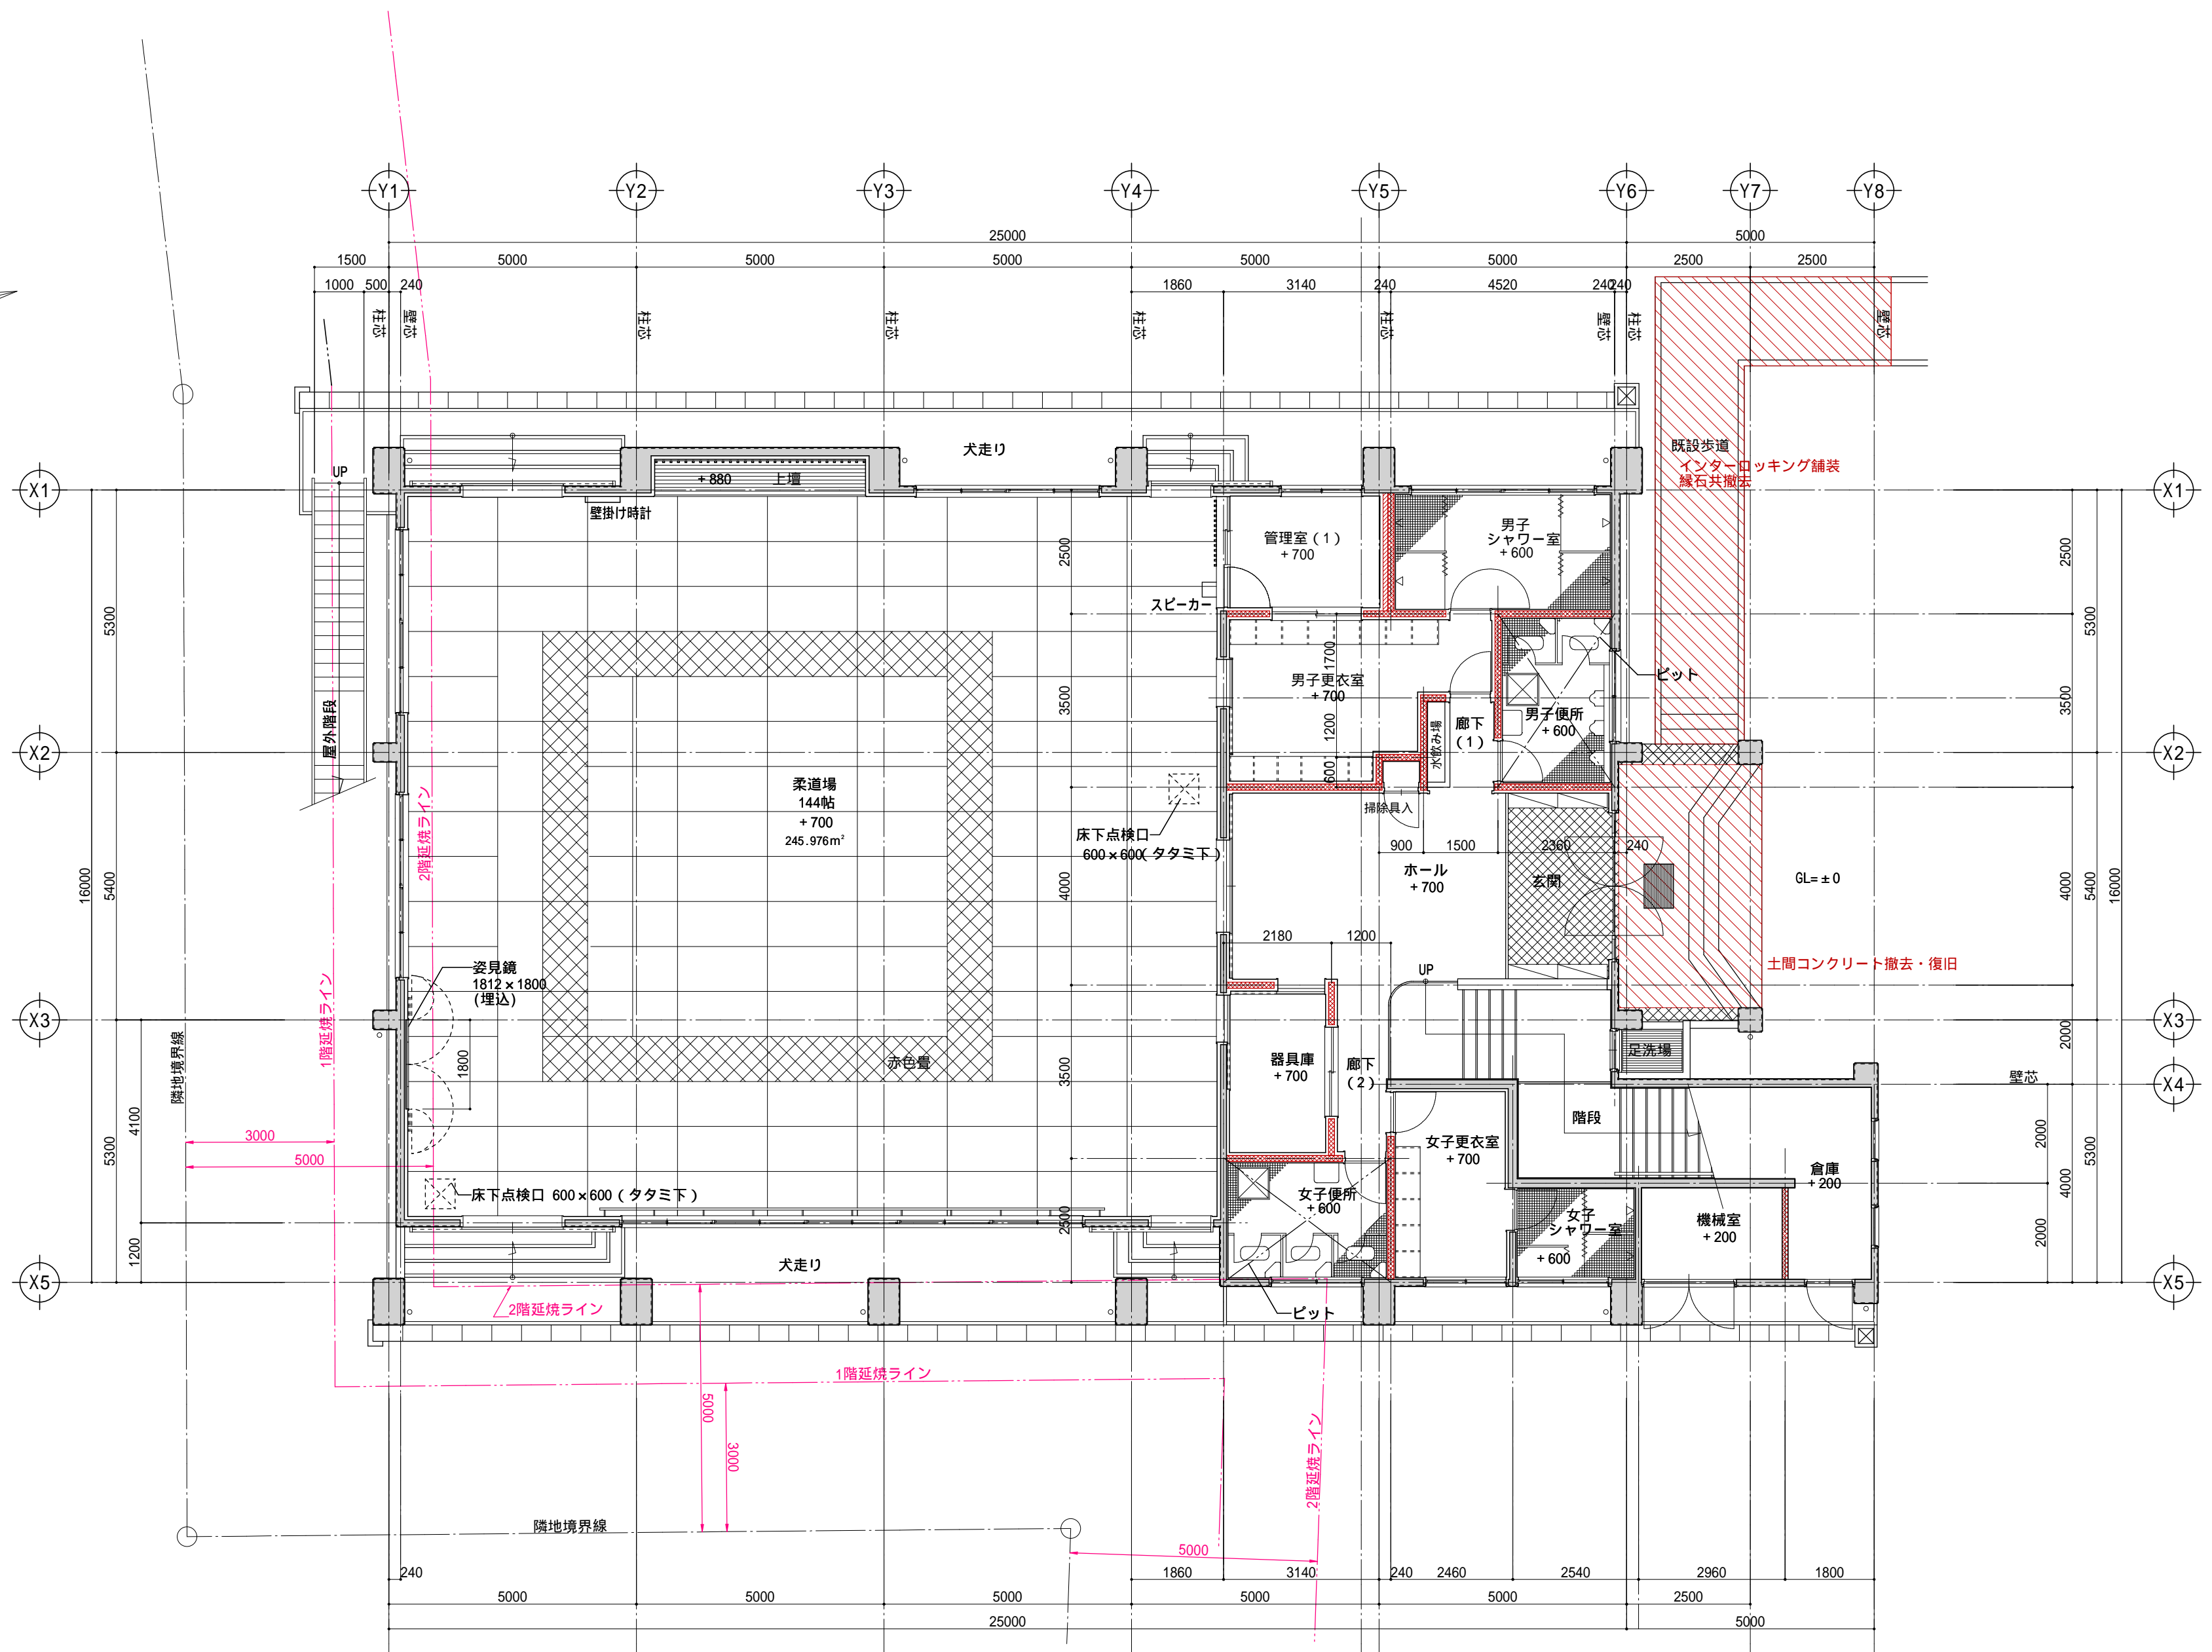 Y1 Y2 Y3 Y4 Y5 Y6 Y7 Y8
25000 5000
1500 5000 5000 5000 5000 5000 2500 2500
1000 500 240 1860 3140 240 4520 240 240
柱芯 壁芯 柱芯 柱芯 柱芯 柱芯 壁芯 柱芯 壁芯
犬走り
既設歩道
インターロッキング舗装
縁石共撤去
UP
+880 上壇
X1 X1
壁掛け時計
管理室(1)
+700
男子
シャワー室
+600
2500 2500
スピーカー
5300 5300
1700
男子更衣室
+700
ピット
3500 3500
屋外階段
1200
水飲み場
廊下
(1)
男子便所
+600
X2 X2
600
柔道場
144帖
+700
245.976m²
掃除具入
床下点検口
600×600(タタミ下)
2階延焼ライン
900 1500 2360 240
ホール
+700
玄関
GL=±0
16000 5400 4000 4000 5400 16000
2180 1200
土間コンクリート撤去・復旧
姿見鏡
1812×1800
(埋込)
UP
1階延焼ライン
X3 X3
隣地境界線
1800
赤色畳
3500
器具庫
+700
廊下
(2)
足洗場
2000
壁芯
X4
4100
3000
5000
5300
階段
女子更衣室
+700
2000
5300
4000
倉庫
+200
床下点検口 600×600(タタミ下)
女子便所
+600
女子
シャワー室
+600
機械室
+200
2500
1200
2000
犬走り
X5 X5
2階延焼ライン
ピット
1階延焼ライン
5000
3000
2階延焼ライン
隣地境界線
5000
240 1860 3140 240 2460 2540 2960 1800
5000 5000 5000 5000 5000 2500
25000 5000